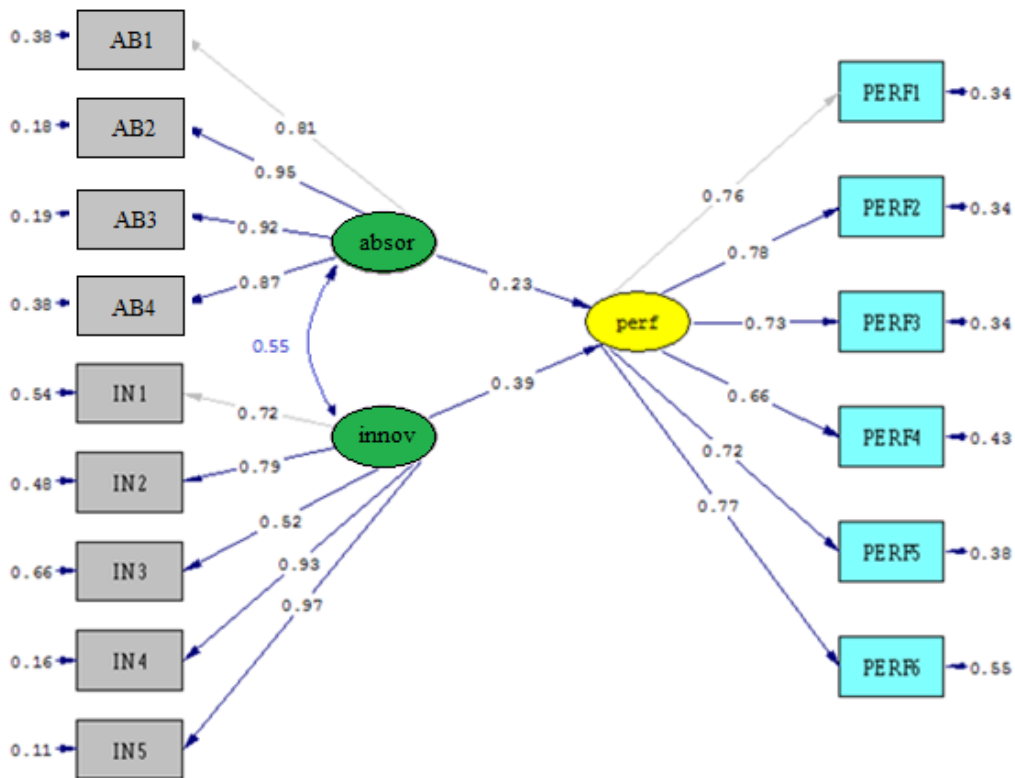 0.38
AB1
0.18
AB2
0.19
AB3
0.38
AB4
0.54
IN1
0.48
IN2
0.66
IN3
0.16
IN4
0.11
IN5
0.81
0.95
0.92
0.87
absor
0.55
innov
0.72
0.79
0.52
0.93
0.97
0.23
0.39
perf
0.76
0.78
0.73
0.66
0.72
0.77
PERF1
0.34
PERF2
0.34
PERF3
0.34
PERF4
0.43
PERF5
0.38
PERF6
0.55